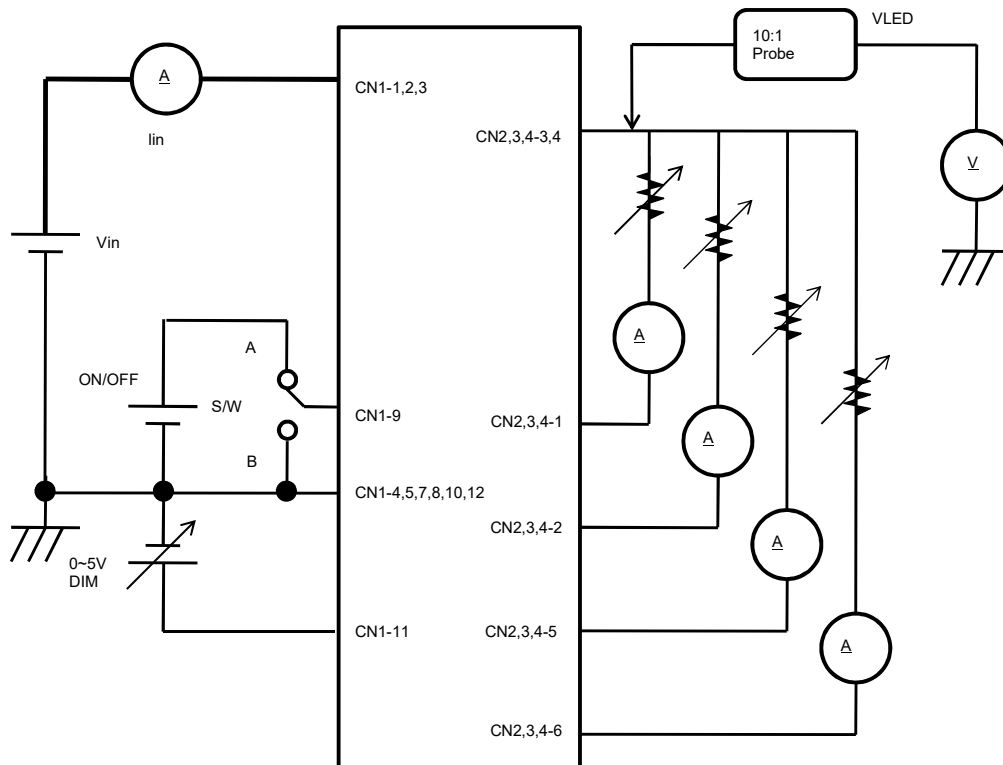 VLED
10:1
Probe
A
CN1-1,2,3
CN2,3,4-3,4
Iin
V
Vin
A
A
ON/OFF
S/W
CN1-9
CN2,3,4-1
A
B
CN1-4,5,7,8,10,12
CN2,3,4-2
0~5V
DIM
A
CN1-11
CN2,3,4-5
A
CN2,3,4-6